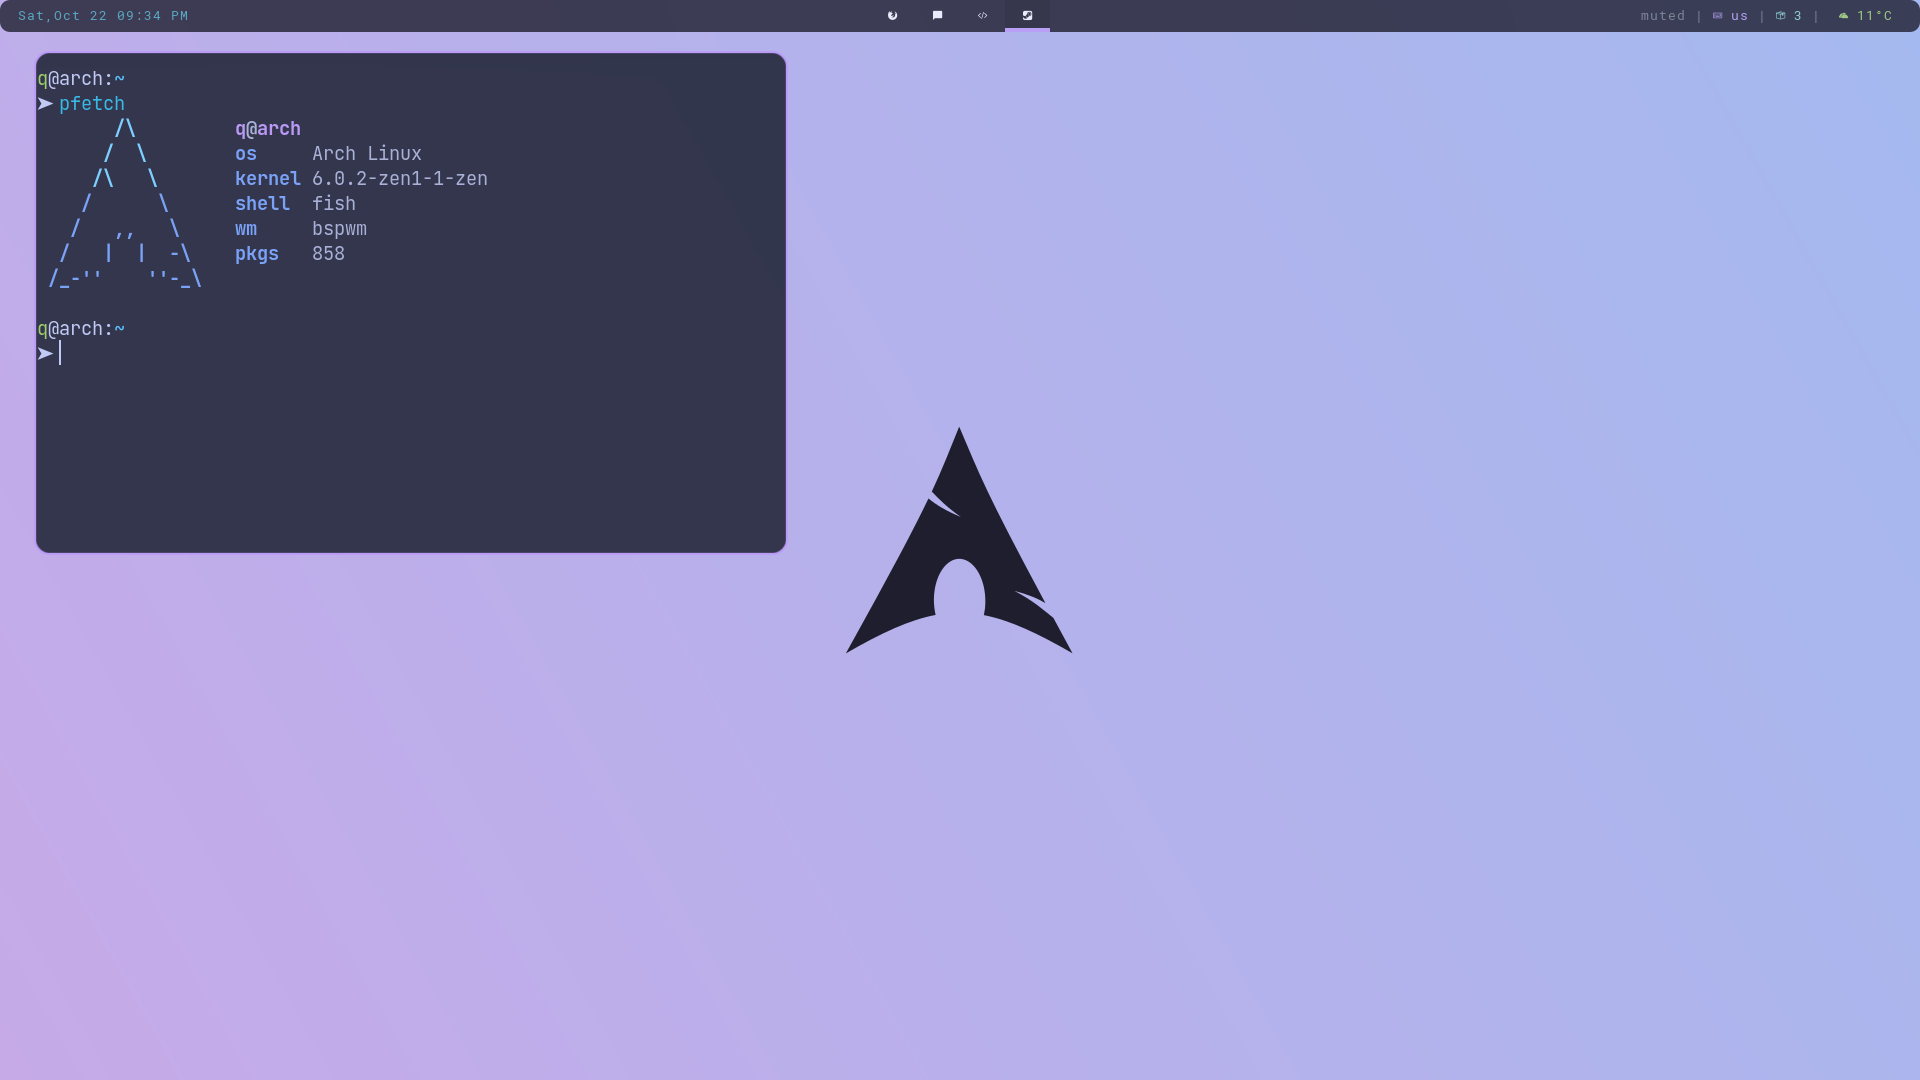 Sat,Oct 22 09:34 PM
muted | us | 3 | 11°C
q@arch:~
➤ pfetch
q@arch
os Arch Linux
kernel 6.0.2-zen1-1-zen
shell fish
wm bspwm
pkgs 858
q@arch:~
➤